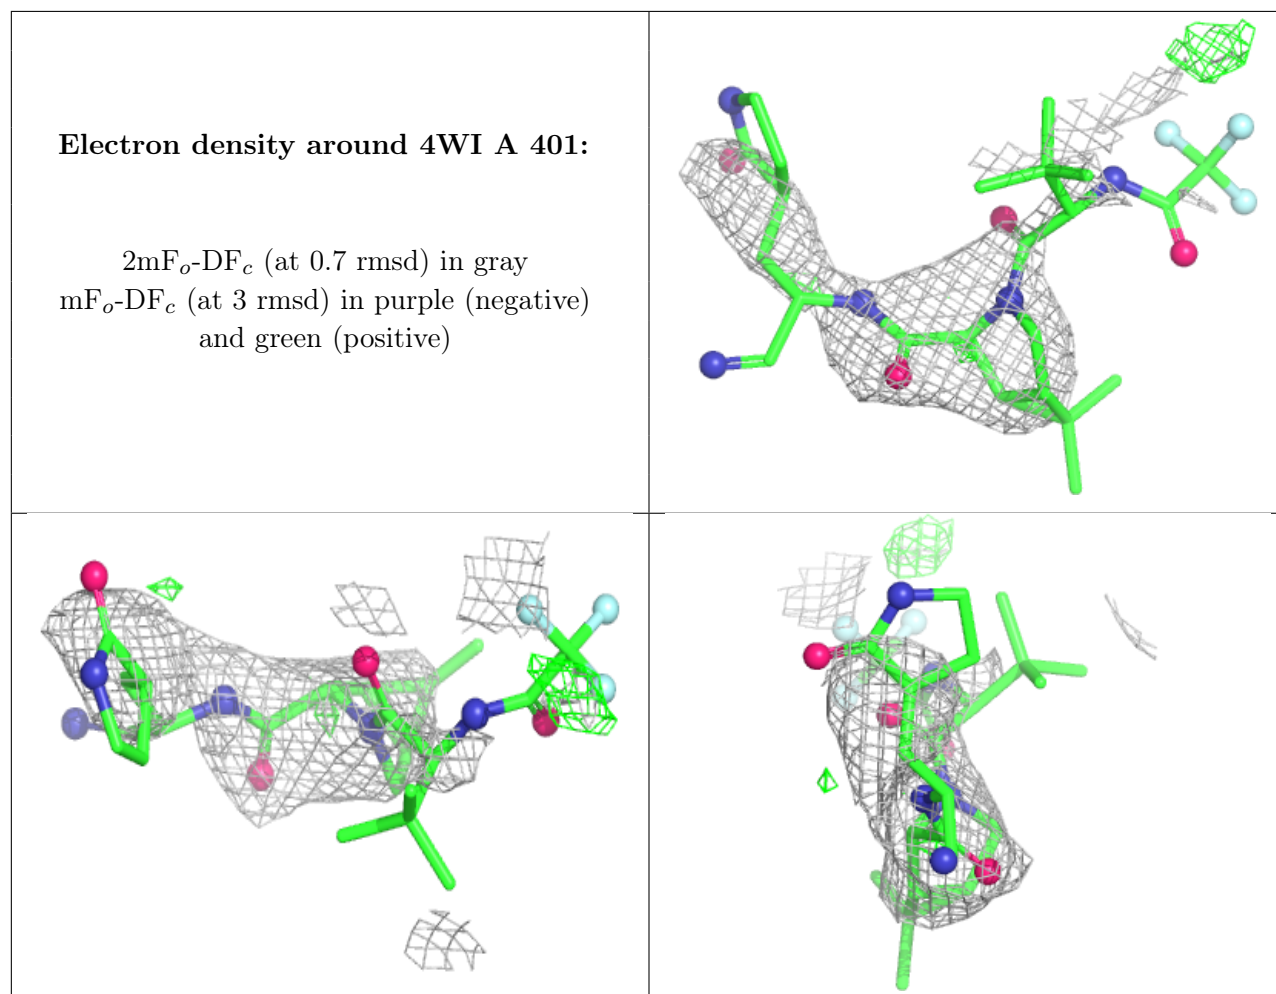 Electron density around 4WI A 401:
2mFo-DFc (at 0.7 rmsd) in gray
mFo-DFc (at 3 rmsd) in purple (negative)
and green (positive)